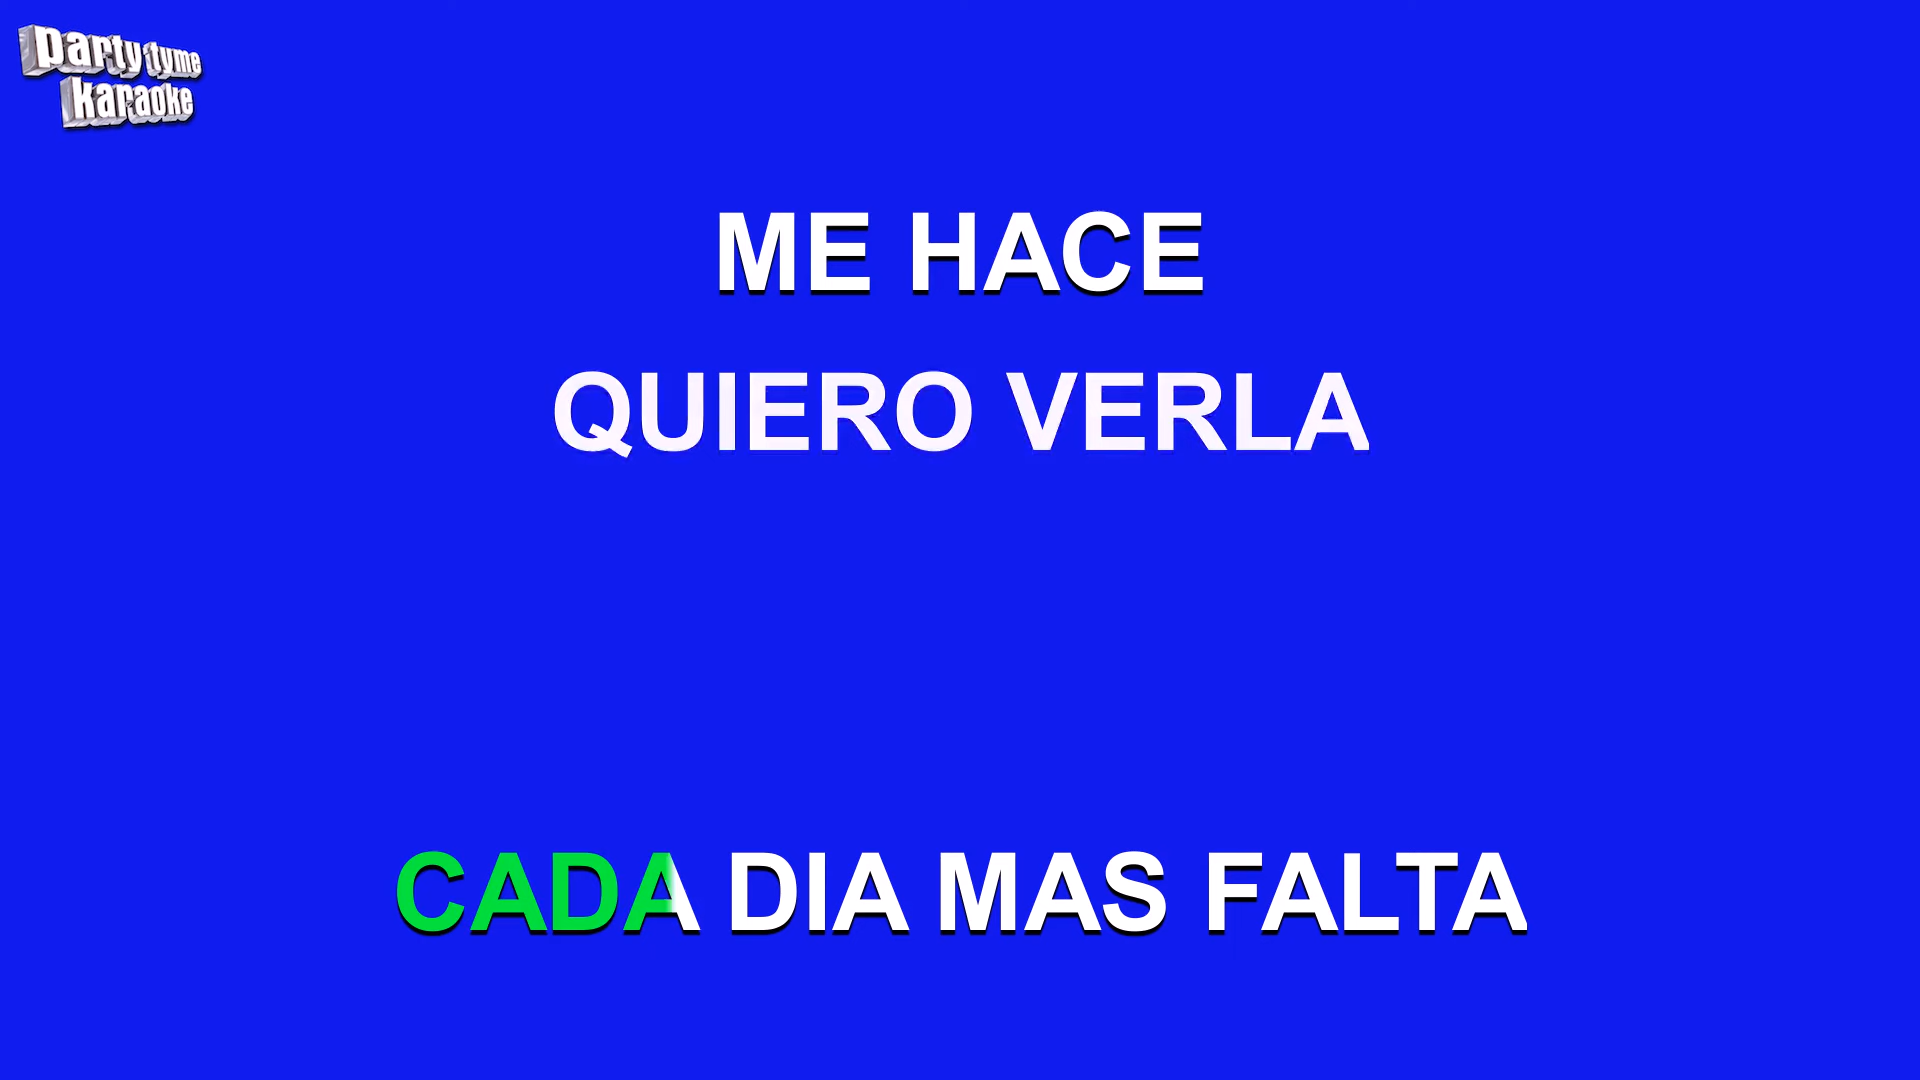 party tyme
karaoke
ME HACE
QUIERO VERLA
CADA DIA MAS FALTA